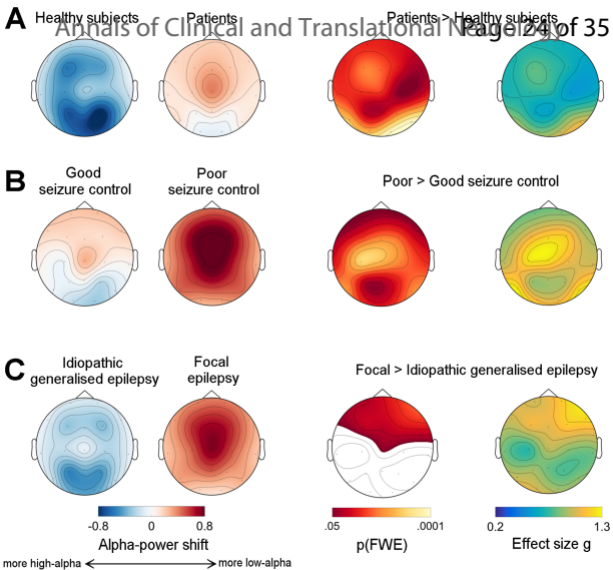 A
Healthy subjects Patients Patients > Healthy subjects
Annals of Clinical and Translational Neurology Page 24 of 35
B
Good
seizure control
Poor
seizure control
Poor > Good seizure control
C
Idiopathic
generalised epilepsy
Focal
epilepsy
Focal > Idiopathic generalised epilepsy
-0.8 0 0.8
Alpha-power shift
more high-alpha more low-alpha
.05 .0001
p(FWE)
0.2 1.3
Effect size g